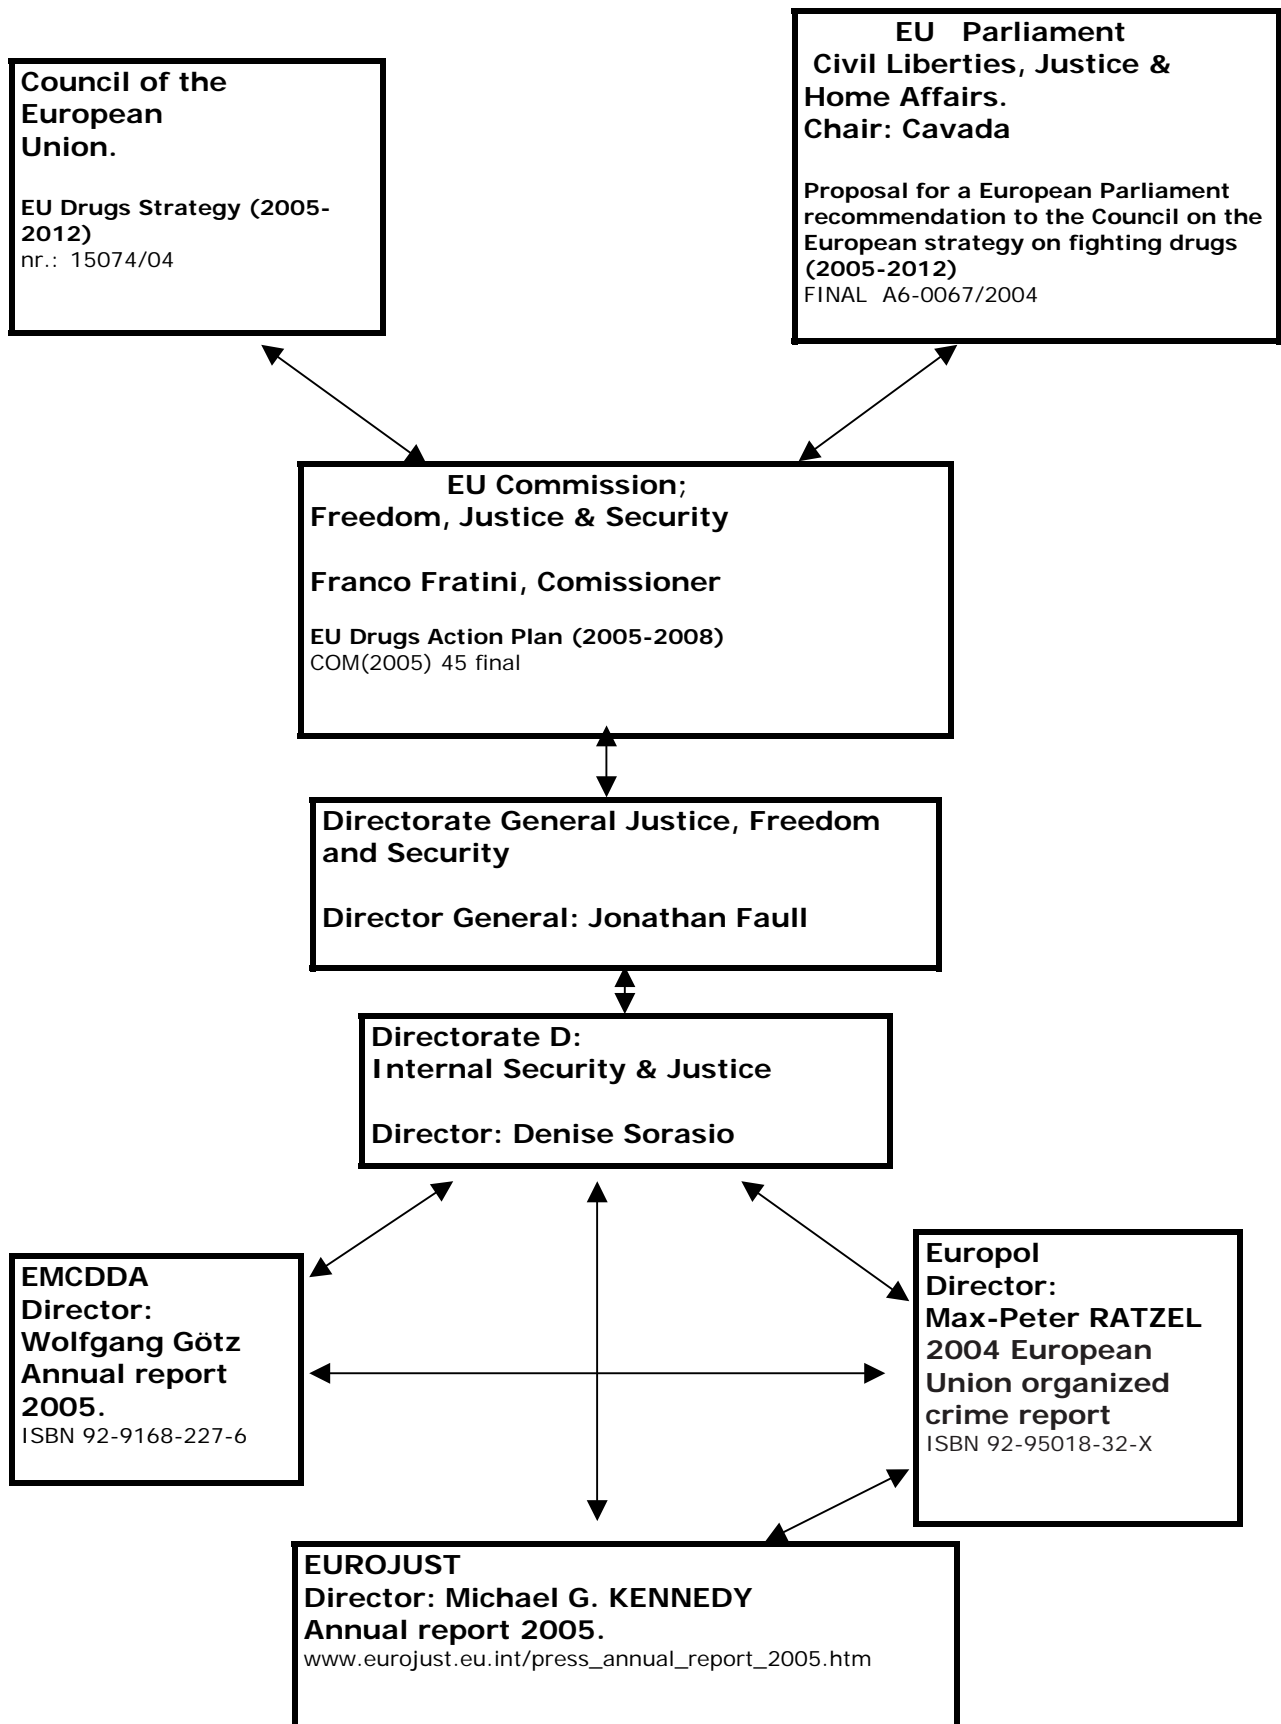 Council of the
European
Union.
EU Drugs Strategy (2005-
2012)
nr.: 15074/04
EU Parliament
Civil Liberties, Justice &
Home Affairs.
Chair: Cavada
Proposal for a European Parliament
recommendation to the Council on the
European strategy on fighting drugs
(2005-2012)
FINAL A6-0067/2004
EU Commission;
Freedom, Justice & Security
Franco Fratini, Comissioner
EU Drugs Action Plan (2005-2008)
COM(2005) 45 final
Directorate General Justice, Freedom
and Security
Director General: Jonathan Faull
Directorate D:
Internal Security & Justice
Director: Denise Sorasio
EMCDDA
Director:
Wolfgang Götz
Annual report
2005.
ISBN 92-9168-227-6
Europol
Director:
Max-Peter RATZEL
2004 European
Union organized
crime report
ISBN 92-95018-32-X
EUROJUST
Director: Michael G. KENNEDY
Annual report 2005.
www.eurojust.eu.int/press_annual_report_2005.htm